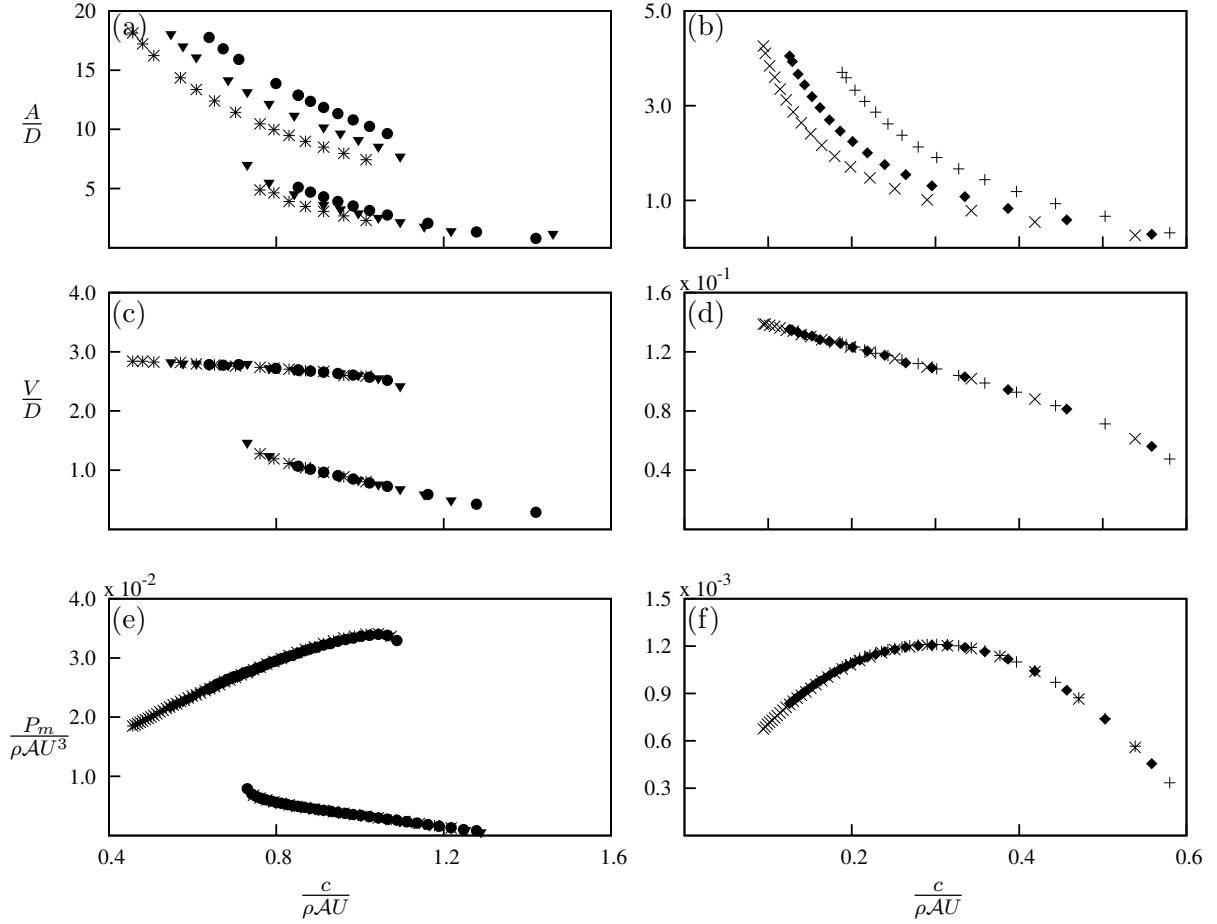 20
15
10
5
A/D
(a)
5.0
3.0
1.0
(b)
4.0
3.0
2.0
1.0
V/D
(c)
x 10⁻¹
1.6
1.2
0.8
0.4
(d)
x 10⁻²
4.0
3.0
2.0
1.0
P_m/ρ𝒜U³
(e)
0.4
0.8
1.2
1.6
c/ρ𝒜U
x 10⁻³
1.5
1.2
0.9
0.6
0.3
(f)
0.2
0.4
0.6
c/ρ𝒜U